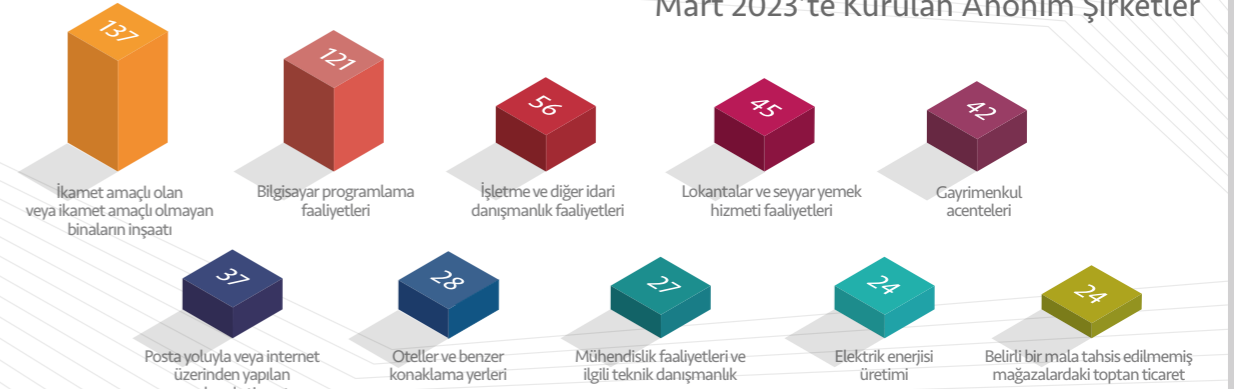 Mart 2023'te Kurulan Anonim Şirketler
137
121
56
45
42
İkamet amaçlı olan
veya ikamet amaçlı olmayan
binaların inşaatı
Bilgisayar programlama
faaliyetleri
İşletme ve diğer idari
danışmanlık faaliyetleri
Lokantalar ve seyyar yemek
hizmeti faaliyetleri
Gayrimenkul
acenteleri
37
28
27
24
24
Posta yoluyla veya internet
üzerinden yapılan
Oteller ve benzer
konaklama yerleri
Mühendislik faaliyetleri ve
ilgili teknik danışmanlık
Elektrik enerjisi
üretimi
Belirli bir mala tahsis edilmemiş
mağazalardaki toptan ticaret